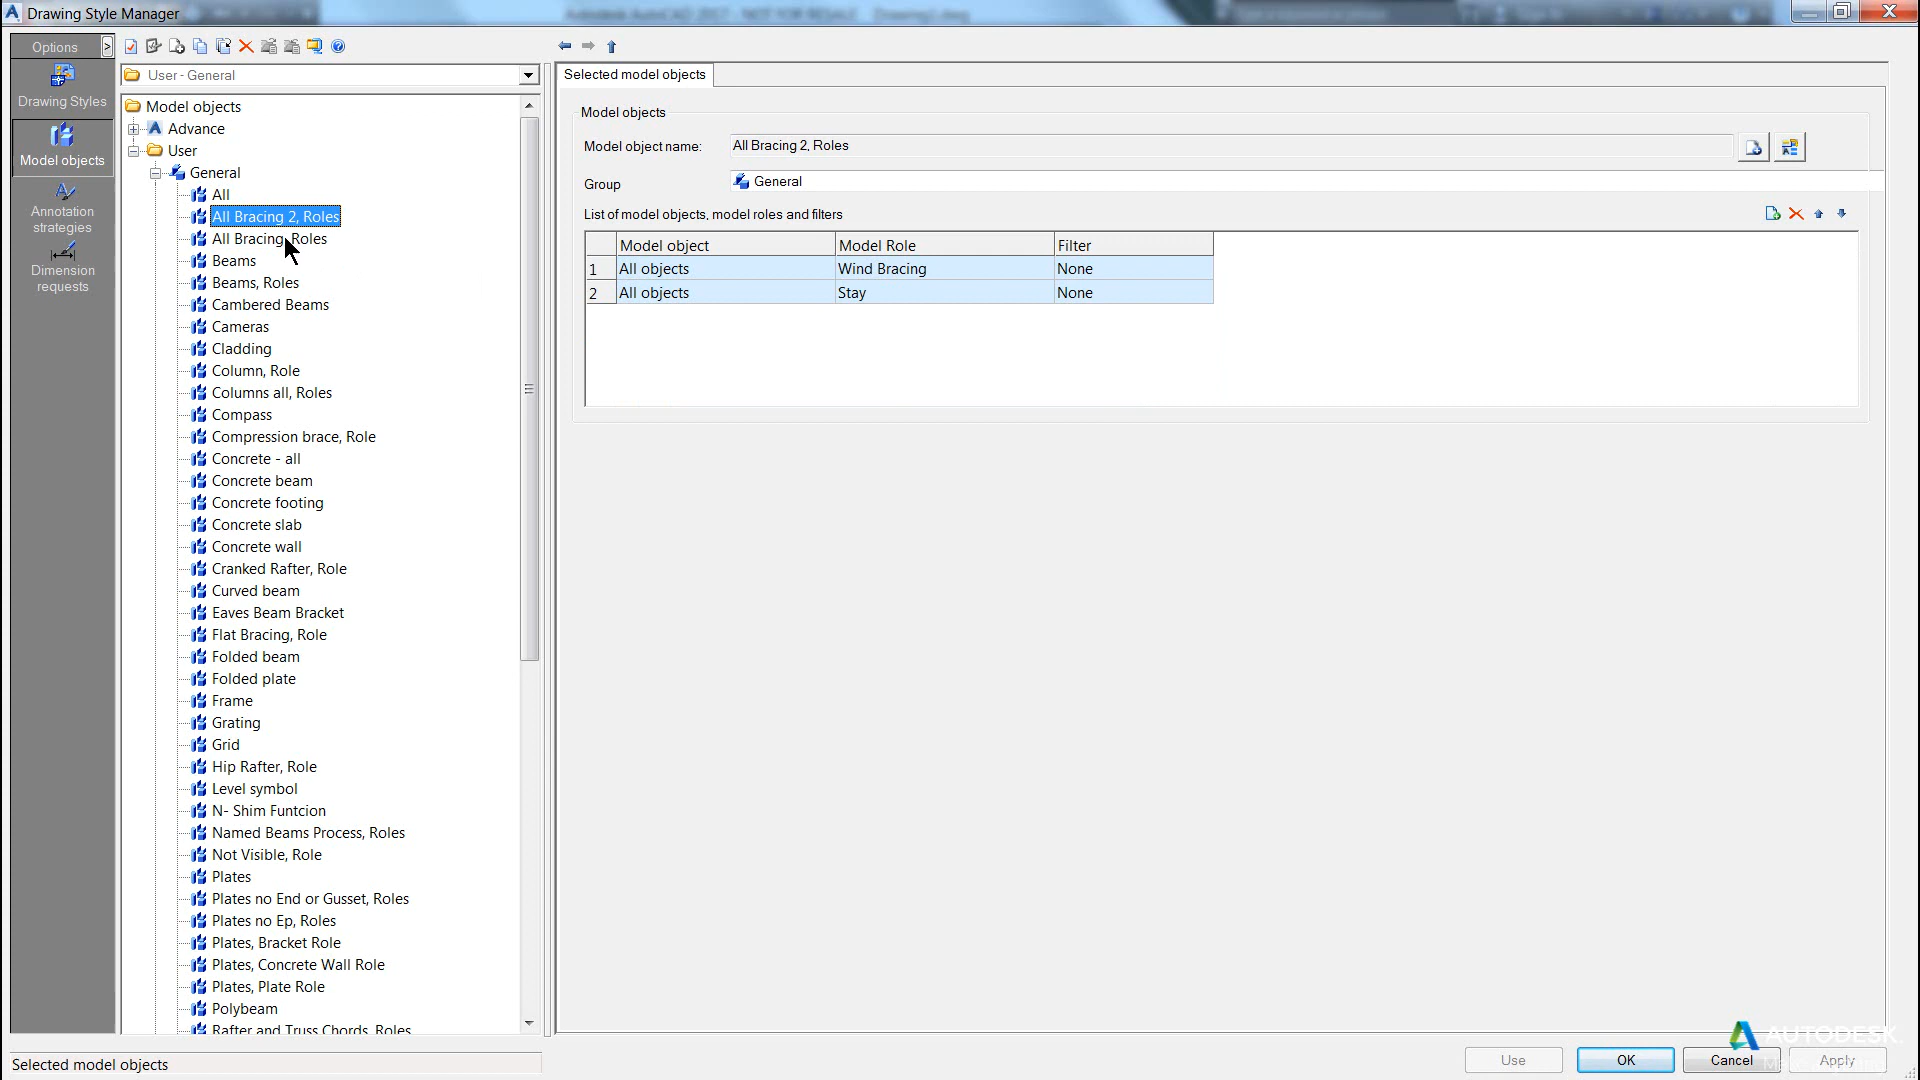 Drawing Style Manager
Options
>
User - General
Drawing Styles
Model objects
Annotation
strategies
Dimension
requests
Model objects
Advance
User
General
All
All Bracing 2, Roles
All Bracing, Roles
Beams
Beams, Roles
Cambered Beams
Cameras
Cladding
Column, Role
Columns all, Roles
Compass
Compression brace, Role
Concrete - all
Concrete beam
Concrete footing
Concrete slab
Concrete wall
Cranked Rafter, Role
Curved beam
Eaves Beam Bracket
Flat Bracing, Role
Folded beam
Folded plate
Frame
Grating
Grid
Hip Rafter, Role
Level symbol
N- Shim Funtcion
Named Beams Process, Roles
Not Visible, Role
Plates
Plates no End or Gusset, Roles
Plates no Ep, Roles
Plates, Bracket Role
Plates, Concrete Wall Role
Plates, Plate Role
Polybeam
Rafter and Truss Chords, Roles
Selected model objects
Selected model objects
Model objects
Model object name: All Bracing 2, Roles
Group General
List of model objects, model roles and filters
Model object Model Role Filter
1 All objects Wind Bracing None
2 All objects Stay None
AUTODESK.
Use OK Cancel Apply